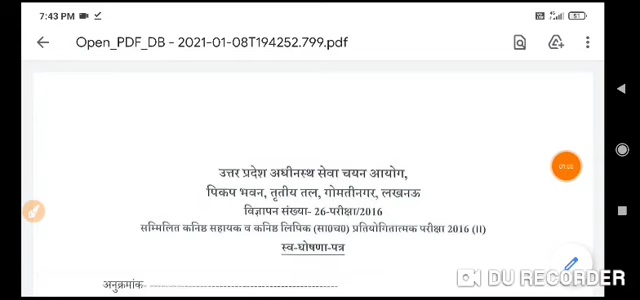 7:43 PM
51
Open_PDF_DB - 2021-01-08T194252.799.pdf
उत्तर प्रदेश अधीनस्थ सेवा चयन आयोग,
पिकप भवन, तृतीय तल, गोमतीनगर, लखनऊ
विज्ञापन संख्या- 26-परीक्षा/2016
सम्मिलित कनिष्ठ सहायक व कनिष्ठ लिपिक (सा0च0) प्रतियोगितात्मक परीक्षा 2016 (II)
स्व-घोषणा-पत्र
अनुक्रमांक-
DU RECORDER